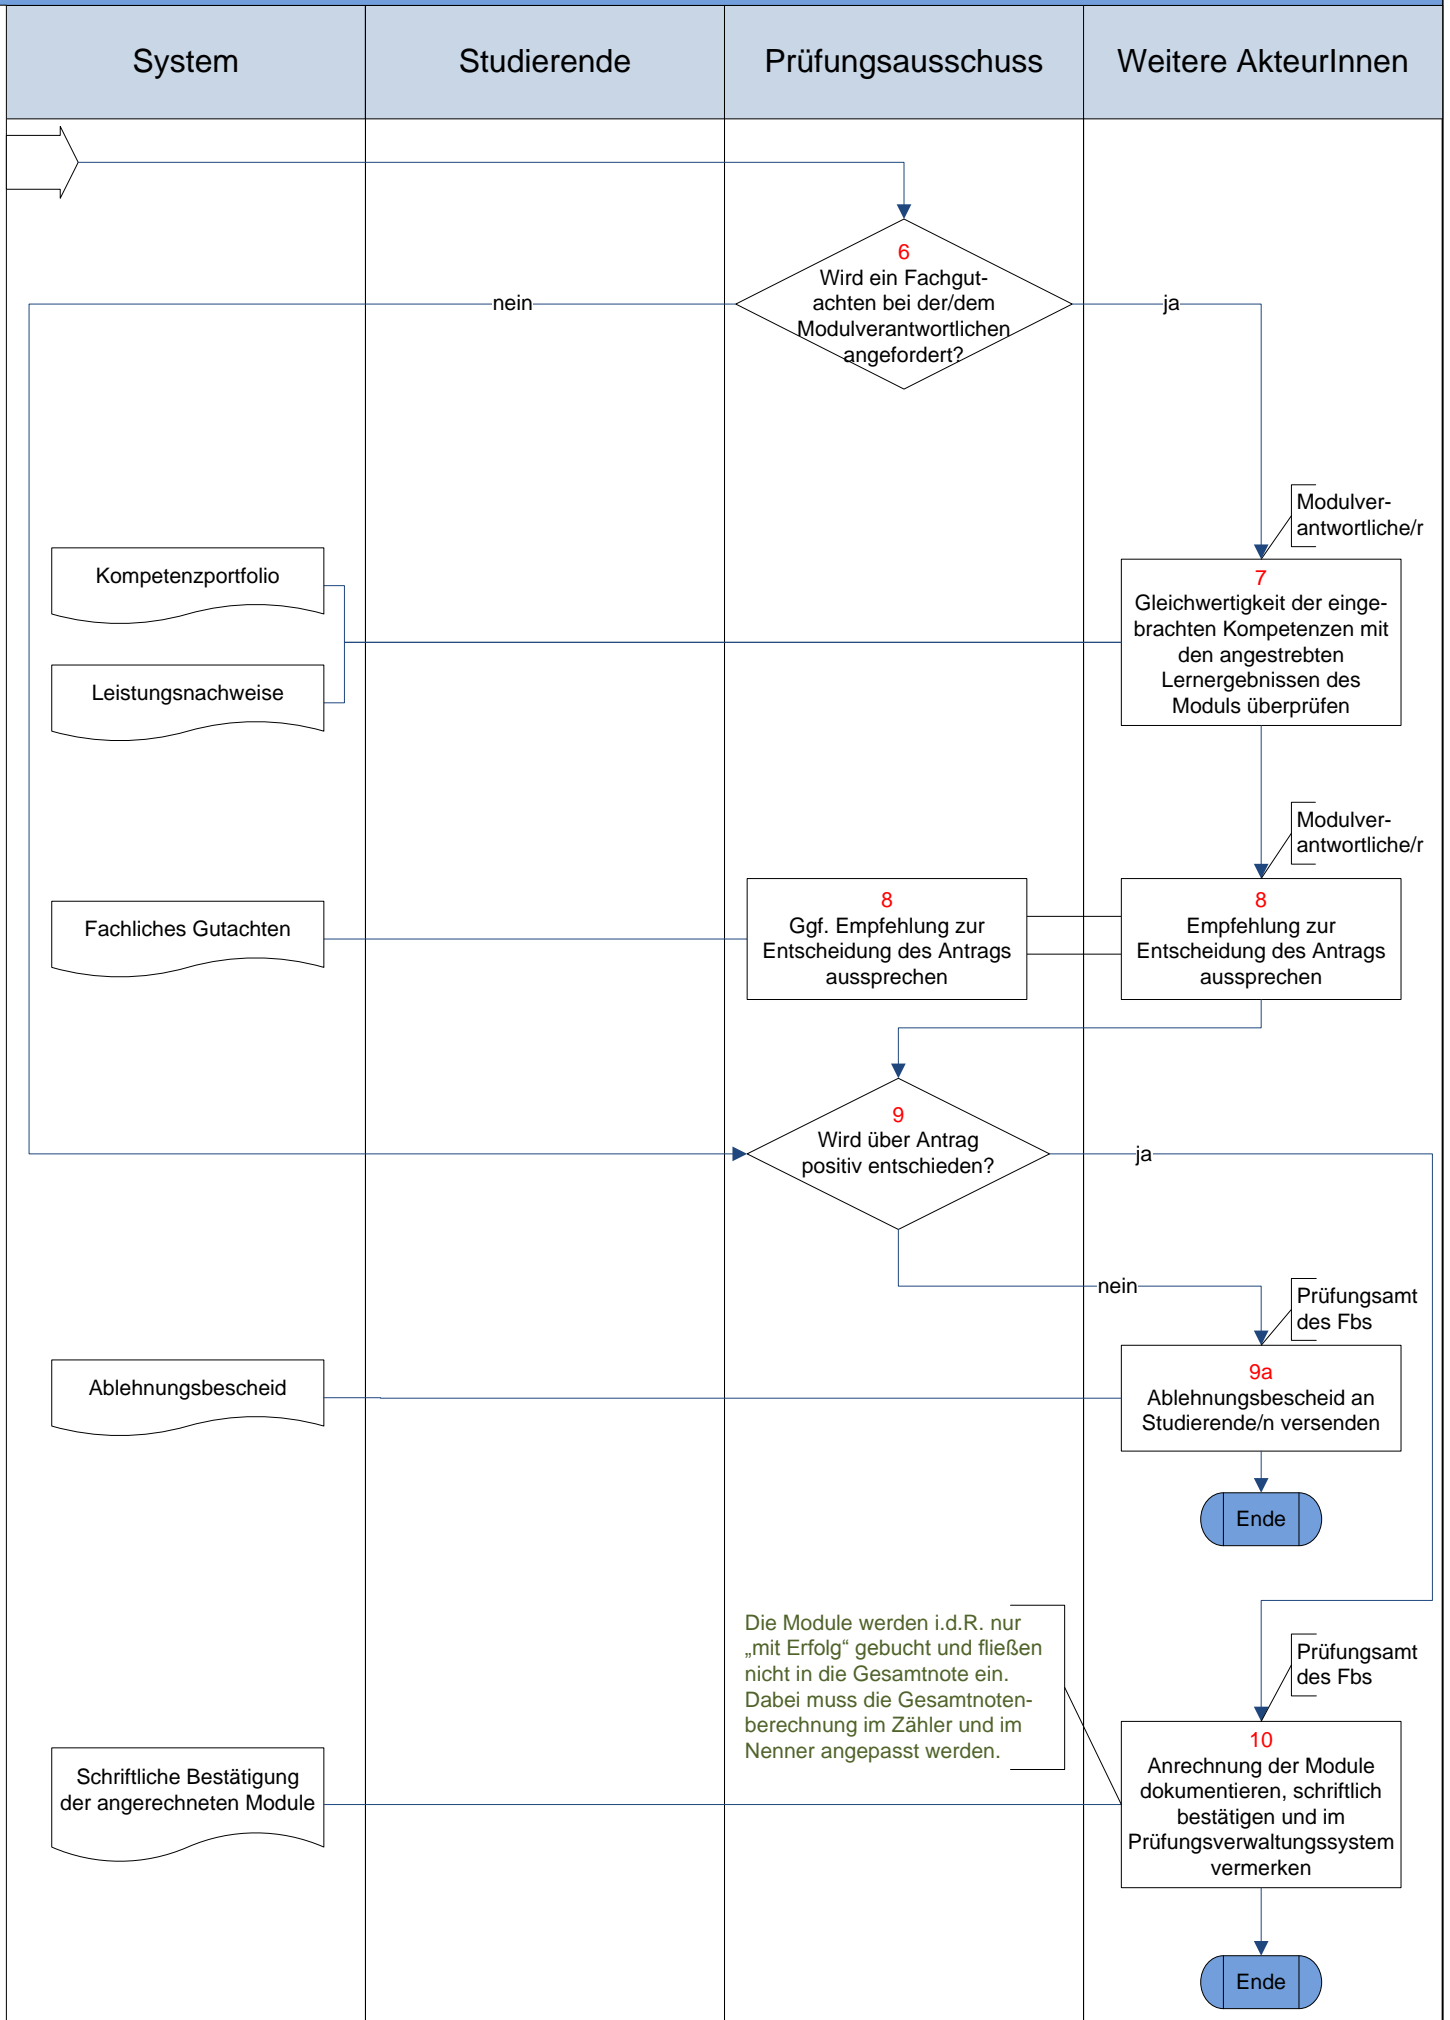 System
Studierende
Prüfungsausschuss
Weitere AkteurInnen
6
Wird ein Fachgut-
achten bei der/dem
Modulverantwortlichen
angefordert?
nein
ja
Modulver-
antwortliche/r
Kompetenzportfolio
Leistungsnachweise
7
Gleichwertigkeit der einge-
brachten Kompetenzen mit
den angestrebten
Lernergebnissen des
Moduls überprüfen
Modulver-
antwortliche/r
Fachliches Gutachten
8
Ggf. Empfehlung zur
Entscheidung des Antrags
aussprechen
8
Empfehlung zur
Entscheidung des Antrags
aussprechen
9
Wird über Antrag
positiv entschieden?
ja
nein
Prüfungsamt
des Fbs
Ablehnungsbescheid
9a
Ablehnungsbescheid an
Studierende/n versenden
Ende
Die Module werden i.d.R. nur
„mit Erfolg“ gebucht und fließen
nicht in die Gesamtnote ein.
Dabei muss die Gesamtnoten-
berechnung im Zähler und im
Nenner angepasst werden.
Prüfungsamt
des Fbs
Schriftliche Bestätigung
der angerechneten Module
10
Anrechnung der Module
dokumentieren, schriftlich
bestätigen und im
Prüfungsverwaltungssystem
vermerken
Ende